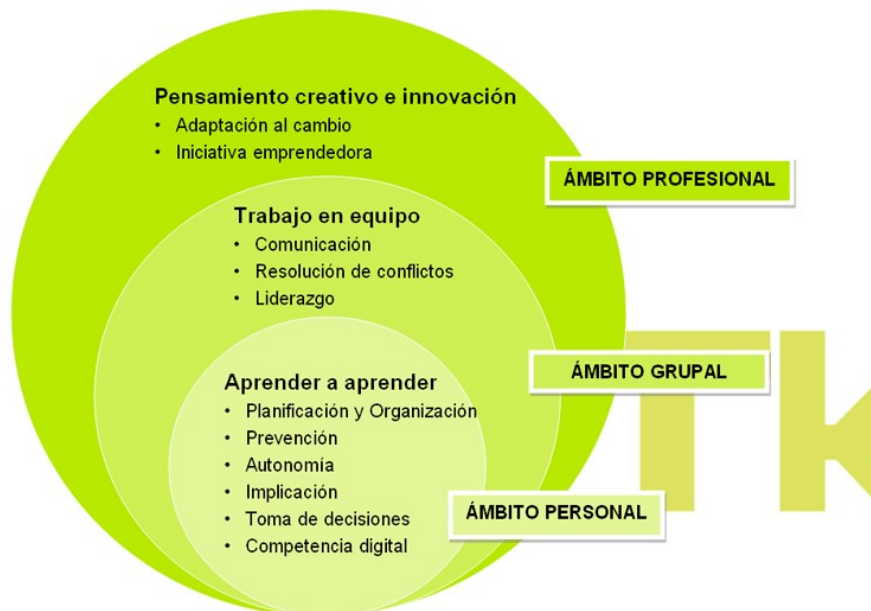 Pensamiento creativo e innovación
• Adaptación al cambio
• Iniciativa emprendedora
ÁMBITO PROFESIONAL
Trabajo en equipo
• Comunicación
• Resolución de conflictos
• Liderazgo
ÁMBITO GRUPAL
Aprender a aprender
• Planificación y Organización
• Prevención
• Autonomía
• Implicación
• Toma de decisiones
• Competencia digital
ÁMBITO PERSONAL
Tk